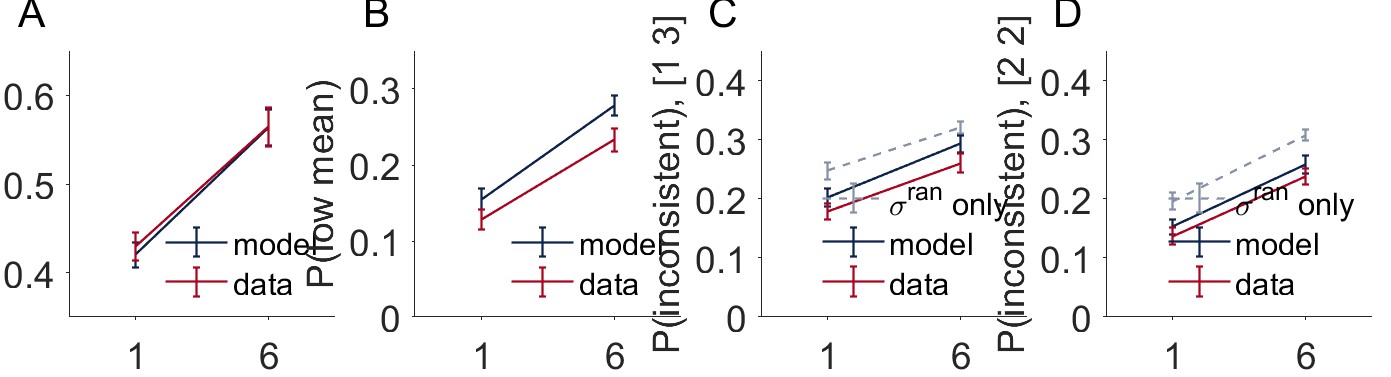 A
0.6
0.5
0.4
1
6
model
data
B
P(low mean)
0.3
0.2
0.1
0
1
6
model
data
C
P(inconsistent), [1 3]
0.4
0.3
0.2
0.1
0
1
6
σran only
model
data
D
P(inconsistent), [2 2]
0.4
0.3
0.2
0.1
0
1
6
σran only
model
data